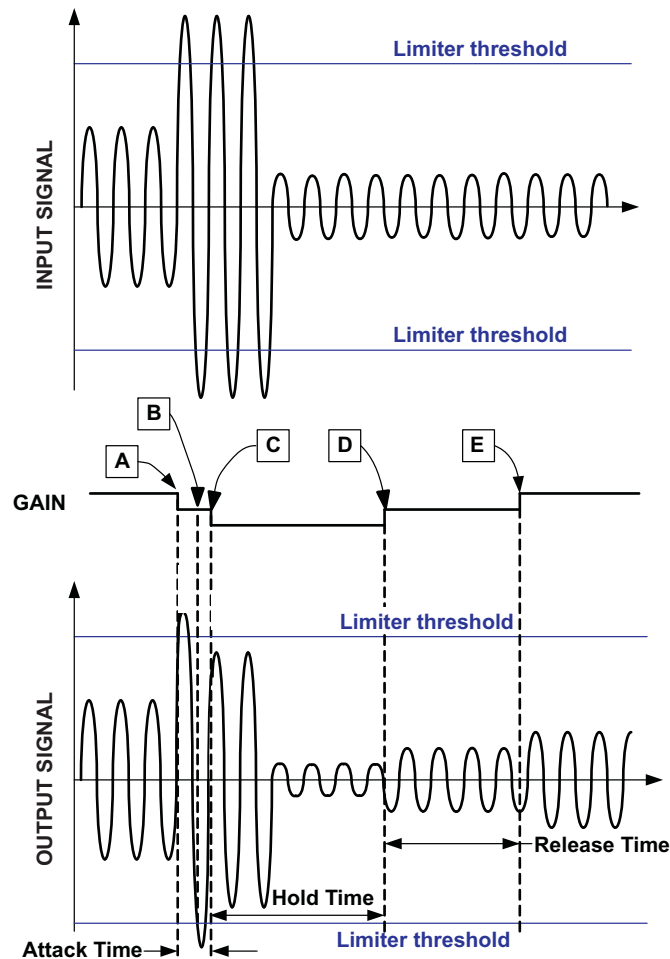 Limiter threshold
INPUT SIGNAL
Limiter threshold
B
A
C
D
E
GAIN
Limiter threshold
OUTPUT SIGNAL
Release Time
Hold Time
Limiter threshold
Attack Time